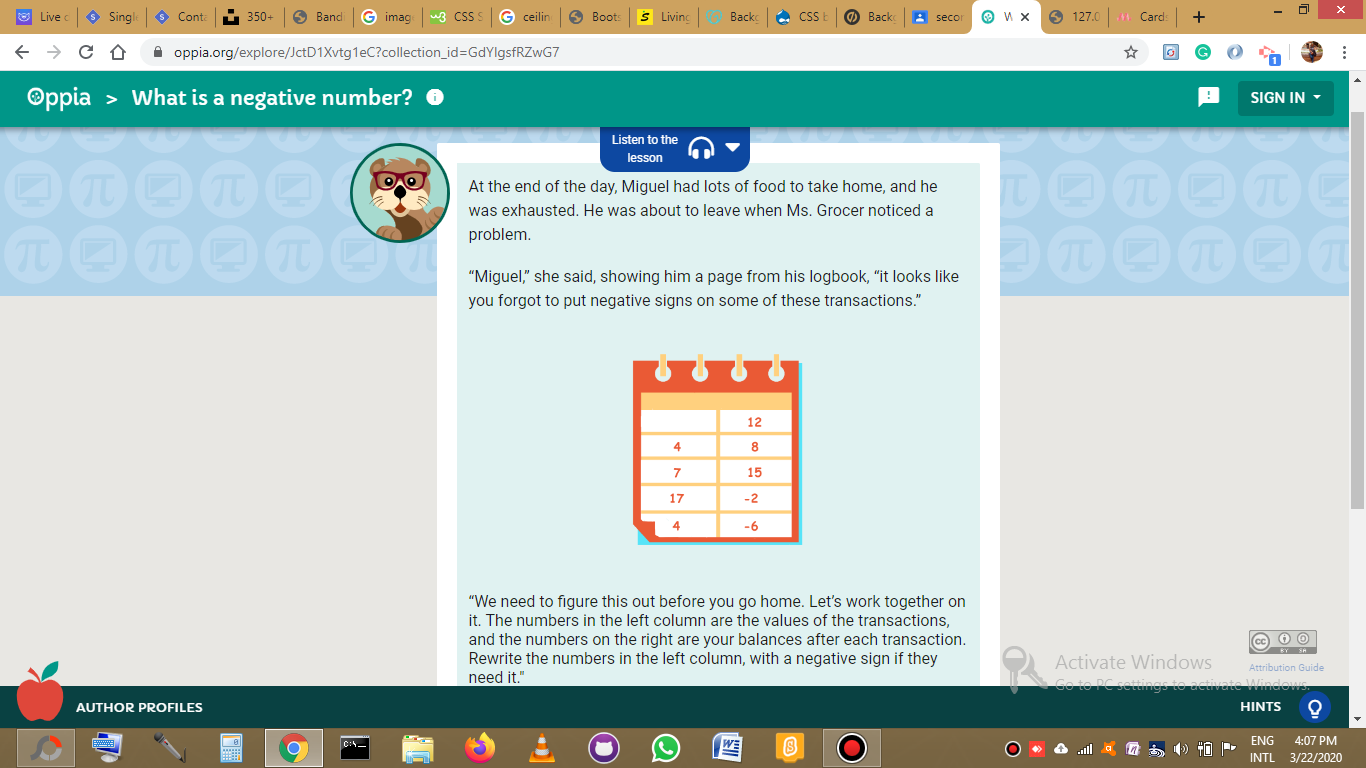 Live c
Singl
Conta
350+
Bandi
imag
CSS S
ceilin
Boots
Living
Backg
CSS b
Backg
secor
W
127.0
Cards
oppia.org/explore/JctD1Xvtg1eC?collection_id=GdYIgsfRZwG7
1
Oppia > What is a negative number?
SIGN IN
Listen to the
lesson
At the end of the day, Miguel had lots of food to take home, and he
was exhausted. He was about to leave when Ms. Grocer noticed a
problem.
“Miguel,” she said, showing him a page from his logbook, “it looks like
you forgot to put negative signs on some of these transactions.”
12
4 8
7 15
17 -2
4 -6
“We need to figure this out before you go home. Let’s work together on
it. The numbers in the left column are the values of the transactions,
and the numbers on the right are your balances after each transaction.
Rewrite the numbers in the left column, with a negative sign if they
need it."
CC BY SA
Attribution Guide
Activate Windows
Go to PC settings to activate Windows.
AUTHOR PROFILES
HINTS
ENG 4:07 PM
INTL 3/22/2020